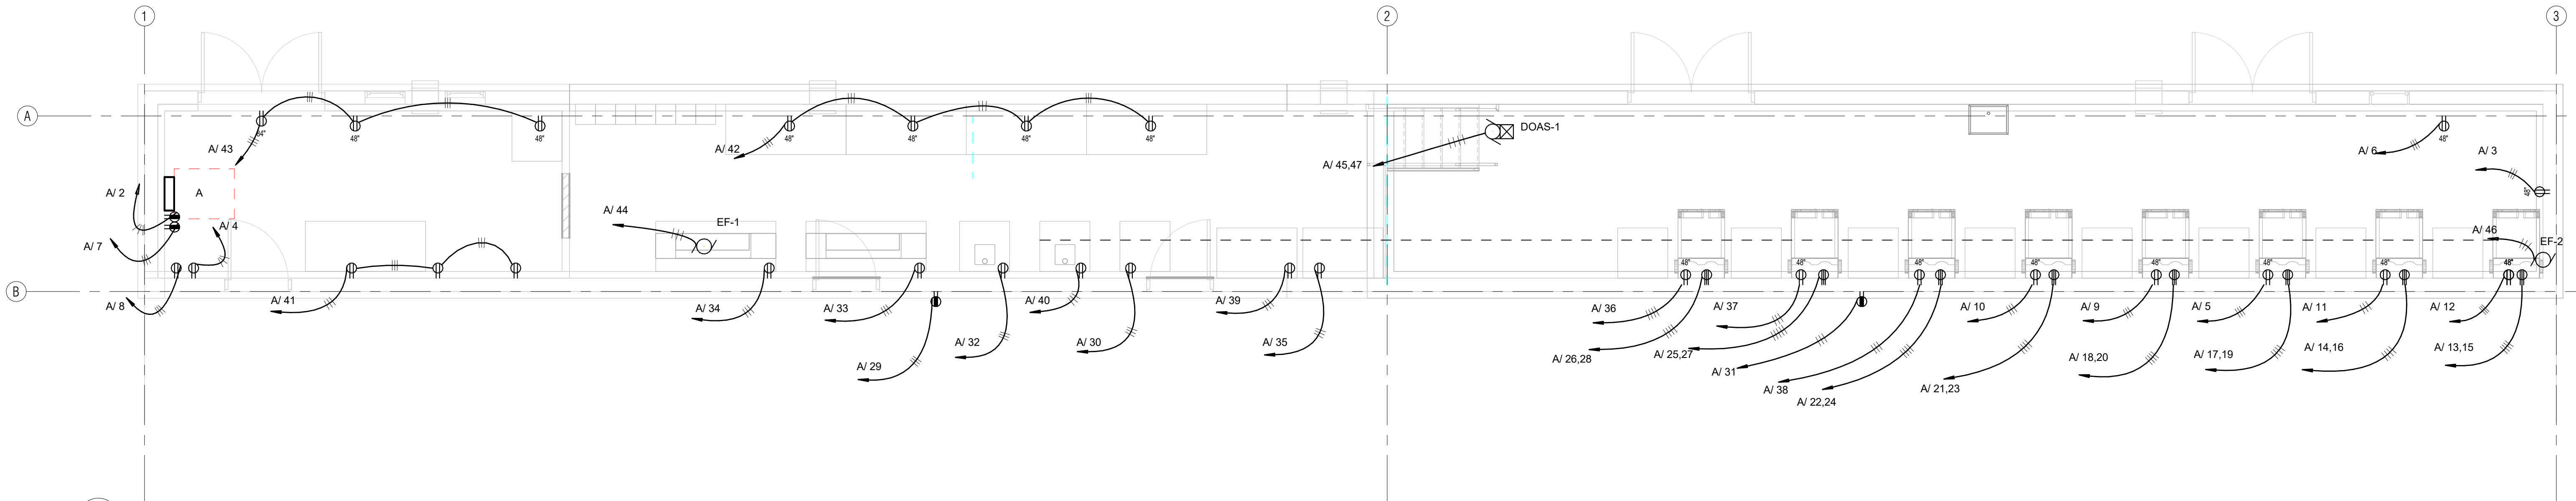 1
2
3
A
84"
48"
48"
A/ 43
48"
48"
48"
48"
A/ 42
DOAS-1
A/ 45,47
48"
A/ 6
A/ 3
48"
A/ 2
A
A/ 7
A/ 4
A/ 44
EF-1
A/ 46
EF-2
B
A/ 8
A/ 41
A/ 34
A/ 33
A/ 40
A/ 39
48"
48"
48"
48"
48"
48"
48"
48"
A/ 36
A/ 37
A/ 10
A/ 9
A/ 5
A/ 11
A/ 12
A/ 29
A/ 32
A/ 30
A/ 35
A/ 26,28
A/ 25,27
A/ 31
A/ 38
A/ 22,24
A/ 21,23
A/ 18,20
A/ 17,19
A/ 14,16
A/ 13,15